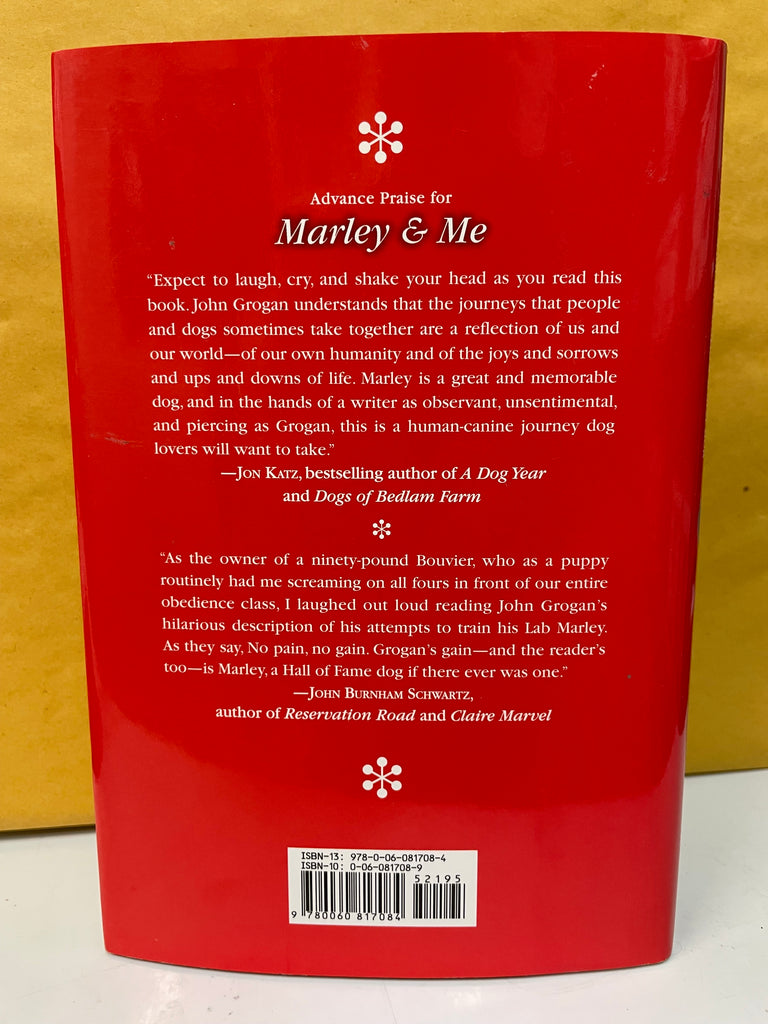 Advance Praise for
Marley & Me
“Expect to laugh, cry, and shake your head as you read this
book. John Grogan understands that the journeys that people
and dogs sometimes take together are a reflection of us and
our world—of our own humanity and of the joys and sorrows
and ups and downs of life. Marley is a great and memorable
dog, and in the hands of a writer as observant, unsentimental,
and piercing as Grogan, this is a human-canine journey dog
lovers will want to take.”
—Jon Katz, bestselling author of A Dog Year
and Dogs of Bedlam Farm
“As the owner of a ninety-pound Bouvier, who as a puppy
routinely had me screaming on all fours in front of our entire
obedience class, I laughed out loud reading John Grogan’s
hilarious description of his attempts to train his Lab Marley.
As they say, No pain, no gain. Grogan’s gain—and the reader’s
too—is Marley, a Hall of Fame dog if there ever was one.”
—John Burnham Schwartz,
author of Reservation Road and Claire Marvel
ISBN-13: 978-0-06-081708-4
ISBN-10: 0-06-081708-9
52195
9 780060 817084